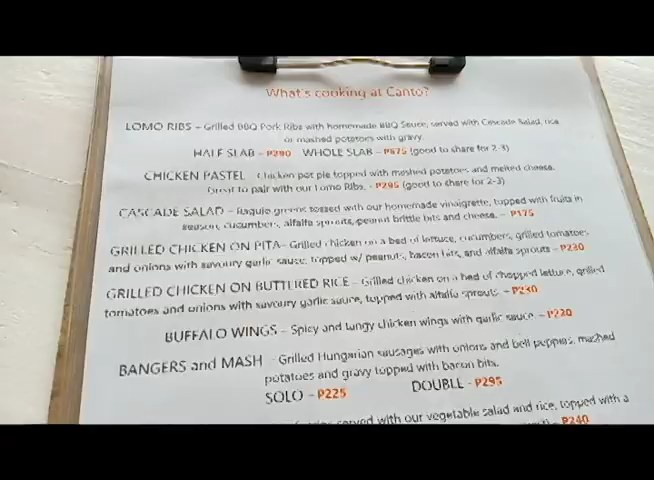 What's cooking at Canto?
LOMO RIBS – Grilled BBQ Pork Ribs with homemade BBQ Sauce, served with Cascade Salad, rice
or mashed potatoes with gravy.
HALF SLAB – P290 WHOLE SLAB – P575 (good to share for 2-3)
CHICKEN PASTEL Chicken pot pie topped with mashed potatoes and melted cheese.
Great to pair with our Lomo Ribs. - P295 (good to share for 2-3)
CASCADE SALAD – greens tossed with our homemade vinaigrette, topped with fruits in
season, cucumbers, alfalfa sprouts, peanut brittle bits and cheese. – P175
GRILLED CHICKEN ON PITA– Grilled chicken on a bed of lettuce, cucumbers, grilled tomatoes
and onions with savoury garlic sauce, topped w/ peanuts, bacon bits, and alfalfa sprouts – P230
GRILLED CHICKEN ON BUTTERED RICE – Grilled chicken on a bed of chopped lettuce, grilled
tomatoes and onions with savoury garlic sauce, topped with alfalfa sprouts. – P230
BUFFALO WINGS – Spicy and tangy chicken wings with garlic sauce. – P220
BANGERS and MASH - Grilled Hungarian sausages with onions and bell peppers, mashed
potatoes and gravy topped with bacon bits.
SOLO – P225 DOUBLE - P295
served with our vegetable salad and rice, topped with a
P240